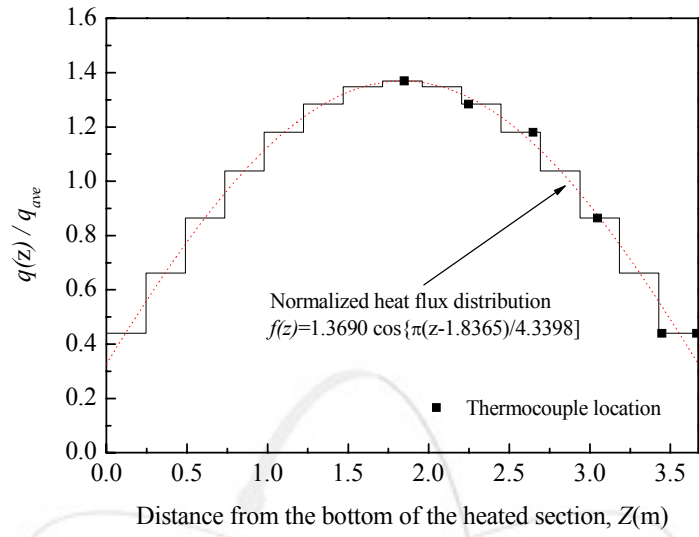 1.6
1.4
1.2
1.0
0.8
0.6
0.4
0.2
0.0
q(z) / q_ave
Normalized heat flux distribution
f(z)=1.3690 cos{π(z-1.8365)/4.3398]
Thermocouple location
0.0 0.5 1.0 1.5 2.0 2.5 3.0 3.5
Distance from the bottom of the heated section, Z(m)